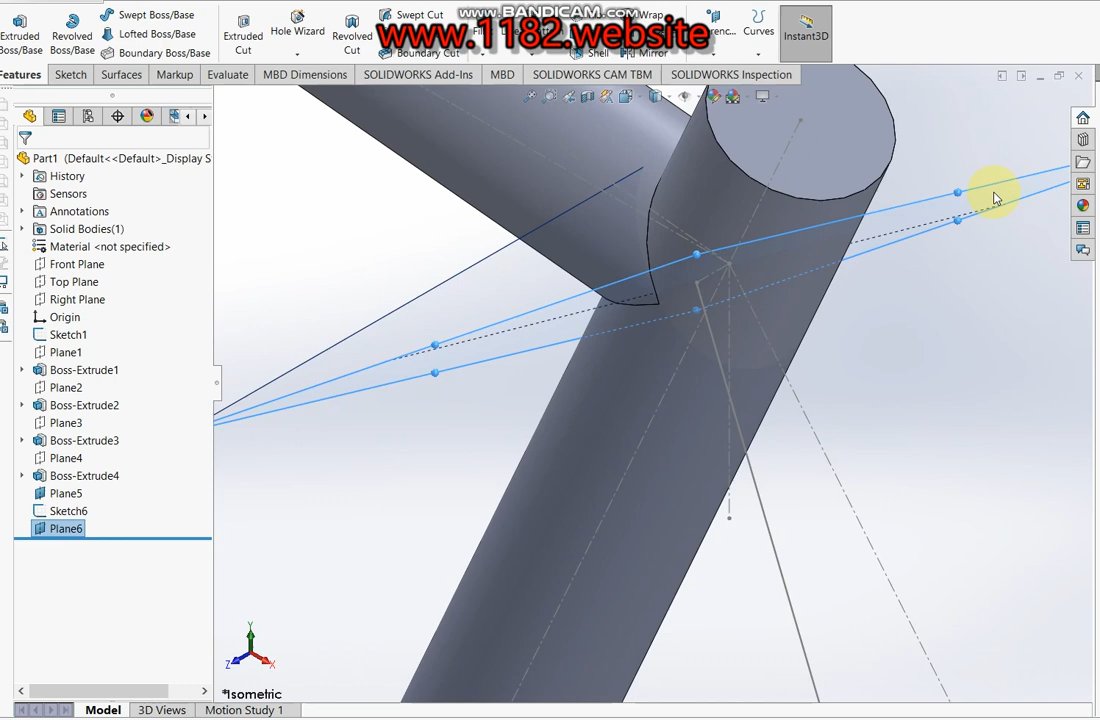 www.BANDICAM.COM
www.1182.website
Extruded Boss/Base
Revolved Boss/Base
Swept Boss/Base
Lofted Boss/Base
Boundary Boss/Base
Extruded Cut
Hole Wizard
Revolved Cut
Swept Cut
Boundary Cut
Wrap
Shell
Mirror
Curves
Instant3D
Features
Sketch
Surfaces
Markup
Evaluate
MBD Dimensions
SOLIDWORKS Add-Ins
MBD
SOLIDWORKS CAM TBM
SOLIDWORKS Inspection
Part1 (Default<<Default>_Display S
History
Sensors
Annotations
Solid Bodies(1)
Material <not specified>
Front Plane
Top Plane
Right Plane
Origin
Sketch1
Plane1
Boss-Extrude1
Plane2
Boss-Extrude2
Plane3
Boss-Extrude3
Plane4
Boss-Extrude4
Plane5
Sketch6
Plane6
Y
Z
X
*Isometric
Model
3D Views
Motion Study 1